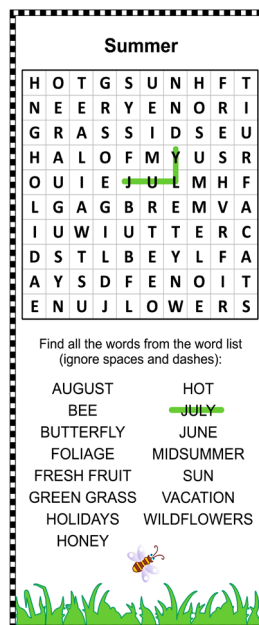 Summer
H O T G S U N H F T
N E E R Y E N O R I
G R A S S I D S E U
H A L O F M Y U S R
O U I E J U L M H F
L G A G B R E M V A
I U W I U T T E R C
D S T L B E Y L F A
A Y S D F E N O I T
E N U J L O W E R S
Find all the words from the word list
(ignore spaces and dashes):
AUGUST HOT
BEE JULY
BUTTERFLY JUNE
FOLIAGE MIDSUMMER
FRESH FRUIT SUN
GREEN GRASS VACATION
HOLIDAYS WILDFLOWERS
HONEY